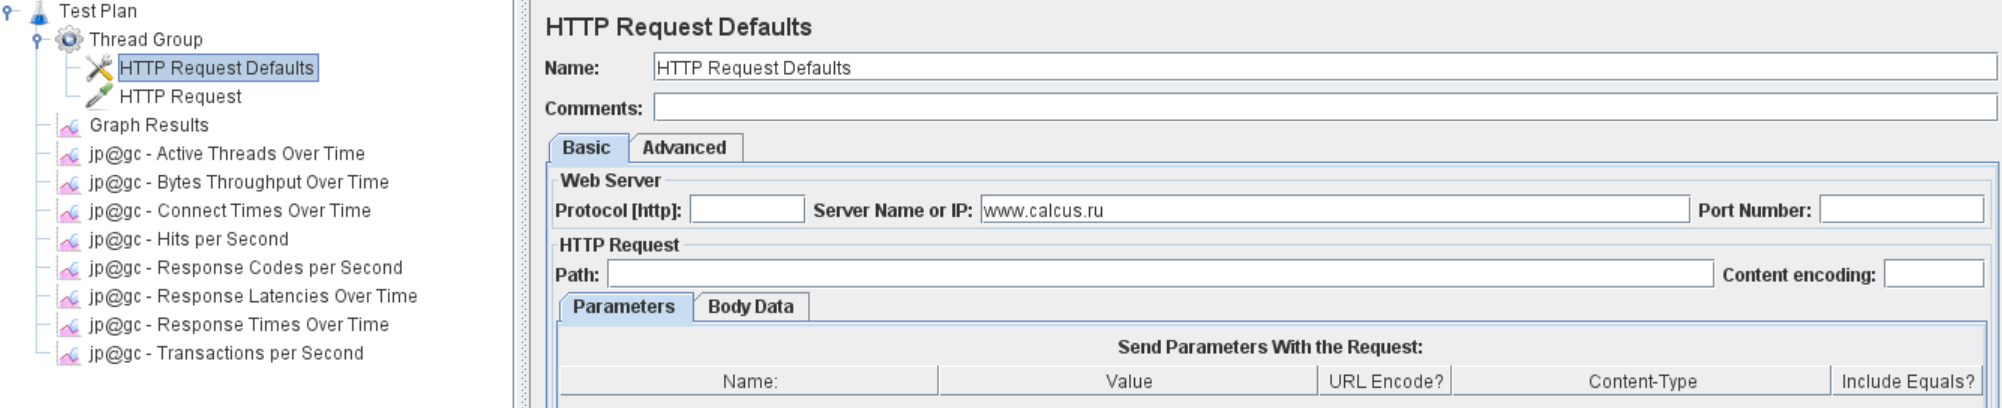 Test Plan
Thread Group
HTTP Request Defaults
HTTP Request
Graph Results
jp@gc - Active Threads Over Time
jp@gc - Bytes Throughput Over Time
jp@gc - Connect Times Over Time
jp@gc - Hits per Second
jp@gc - Response Codes per Second
jp@gc - Response Latencies Over Time
jp@gc - Response Times Over Time
jp@gc - Transactions per Second
HTTP Request Defaults
Name: HTTP Request Defaults
Comments:
Basic Advanced
Web Server
Protocol [http]: Server Name or IP: www.calcus.ru Port Number:
HTTP Request
Path: Content encoding:
Parameters Body Data
Send Parameters With the Request:
Name: Value URL Encode? Content-Type Include Equals?